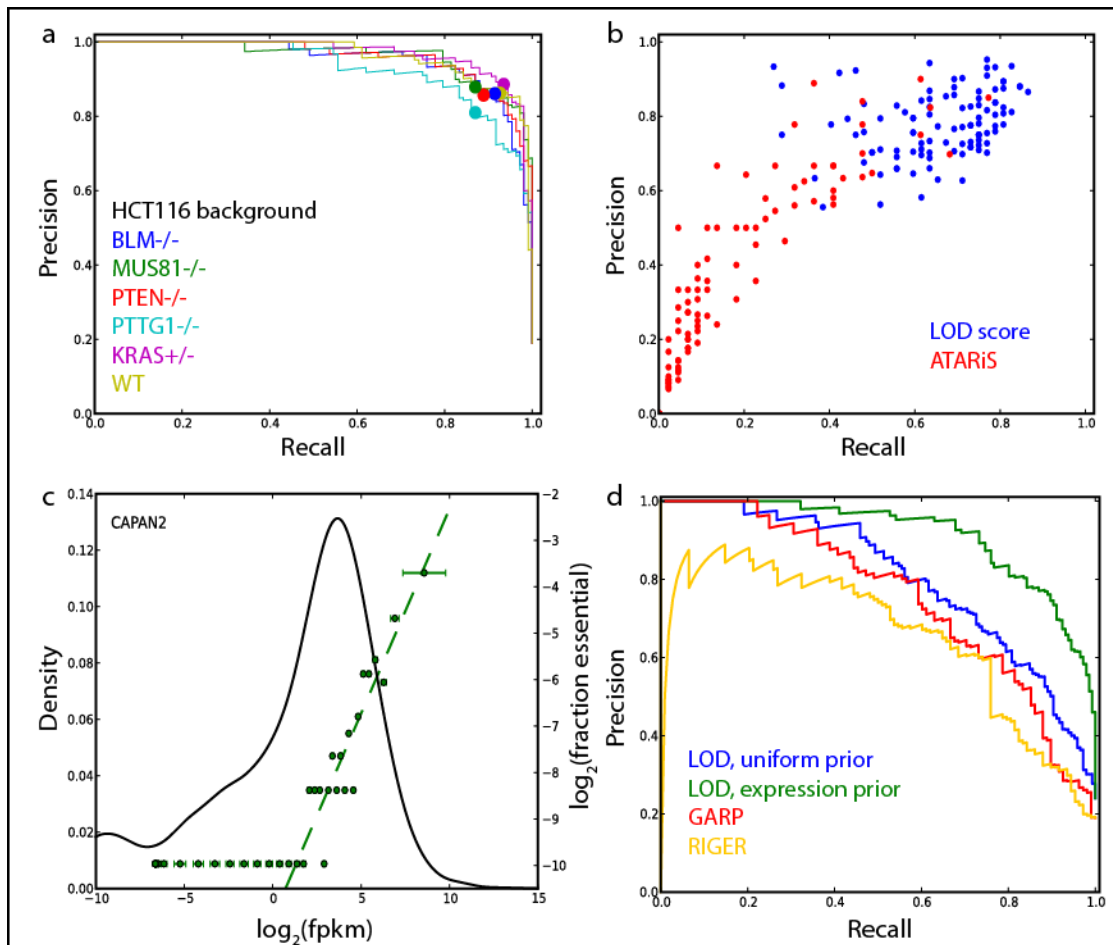 a
1.0
0.8
0.6
0.4
0.2
0.0
Precision
HCT116 background
BLM-/-
MUS81-/-
PTEN-/-
PTTG1-/-
KRAS+/-
WT
0.0 0.2 0.4 0.6 0.8 1.0
Recall
b
1.0
0.8
0.6
0.4
0.2
0.0
Precision
LOD score
ATARiS
0.0 0.2 0.4 0.6 0.8 1.0
Recall
c
CAPAN2
0.14
0.12
0.10
0.08
0.06
0.04
0.02
0.00
Density
-2
-3
-4
-5
-6
-7
-8
-9
-10
log2(fraction essential)
-10 -5 0 5 10 15
log2(fpkm)
d
1.0
0.8
0.6
0.4
0.2
0.0
Precision
LOD, uniform prior
LOD, expression prior
GARP
RIGER
0.0 0.2 0.4 0.6 0.8 1.0
Recall